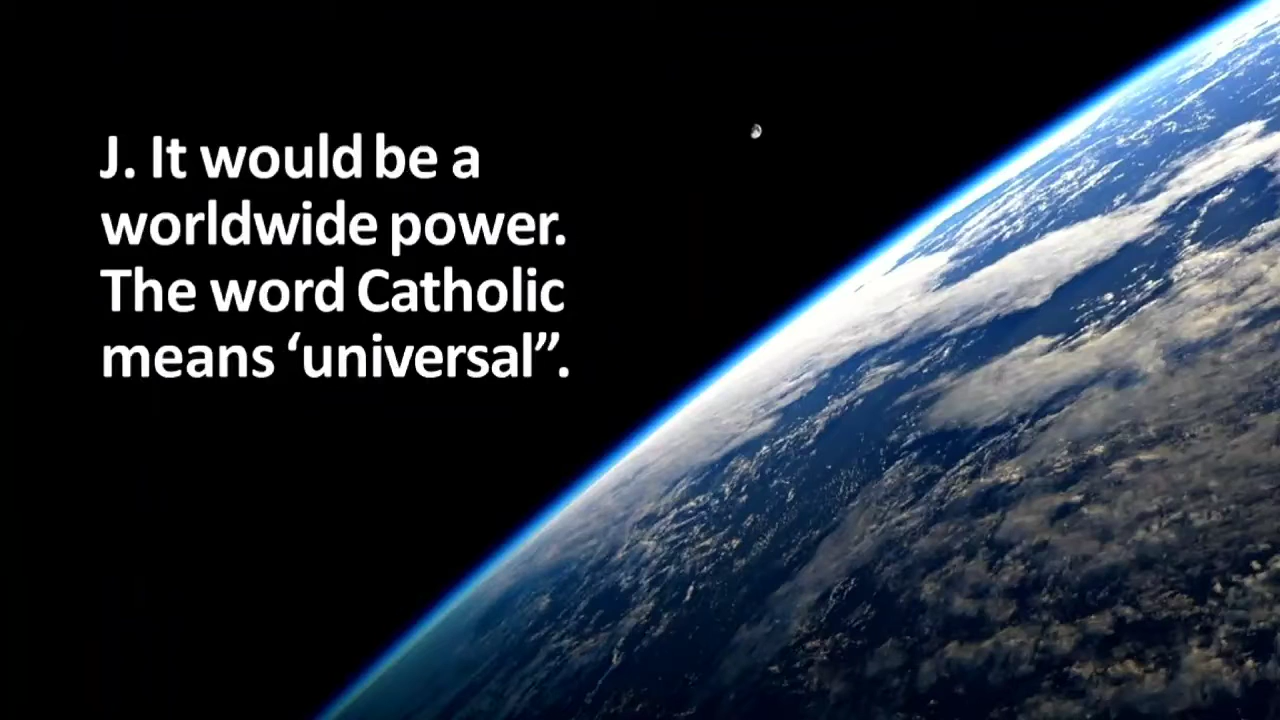 J. It would be a
worldwide power.
The word Catholic
means ‘universal”.